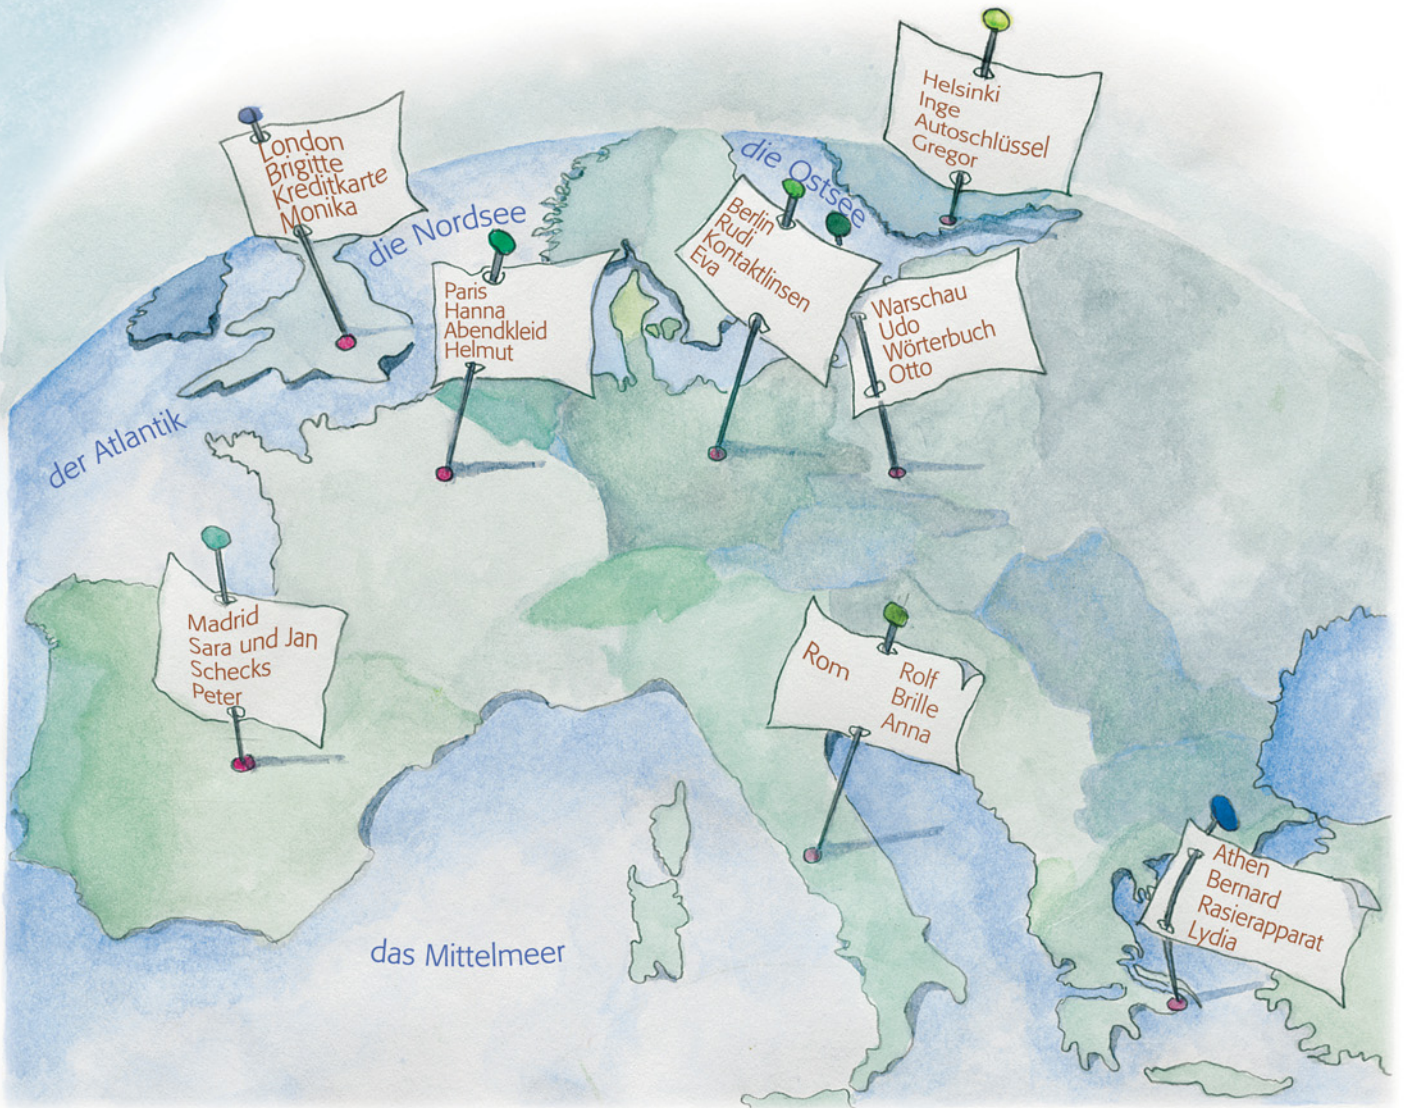 Helsinki
Inge
Autoschlüssel
Gregor
London
Brigitte
Kreditkarte
Monika
die Nordsee
die Ostsee
Berlin
Rudi
Kontaktlinsen
Eva
Paris
Hanna
Abendkleid
Helmut
Warschau
Udo
Wörterbuch
Otto
der Atlantik
Madrid
Sara und Jan
Schecks
Peter
Rom
Rolf
Brille
Anna
Athen
Bernard
Rasierapparat
Lydia
das Mittelmeer